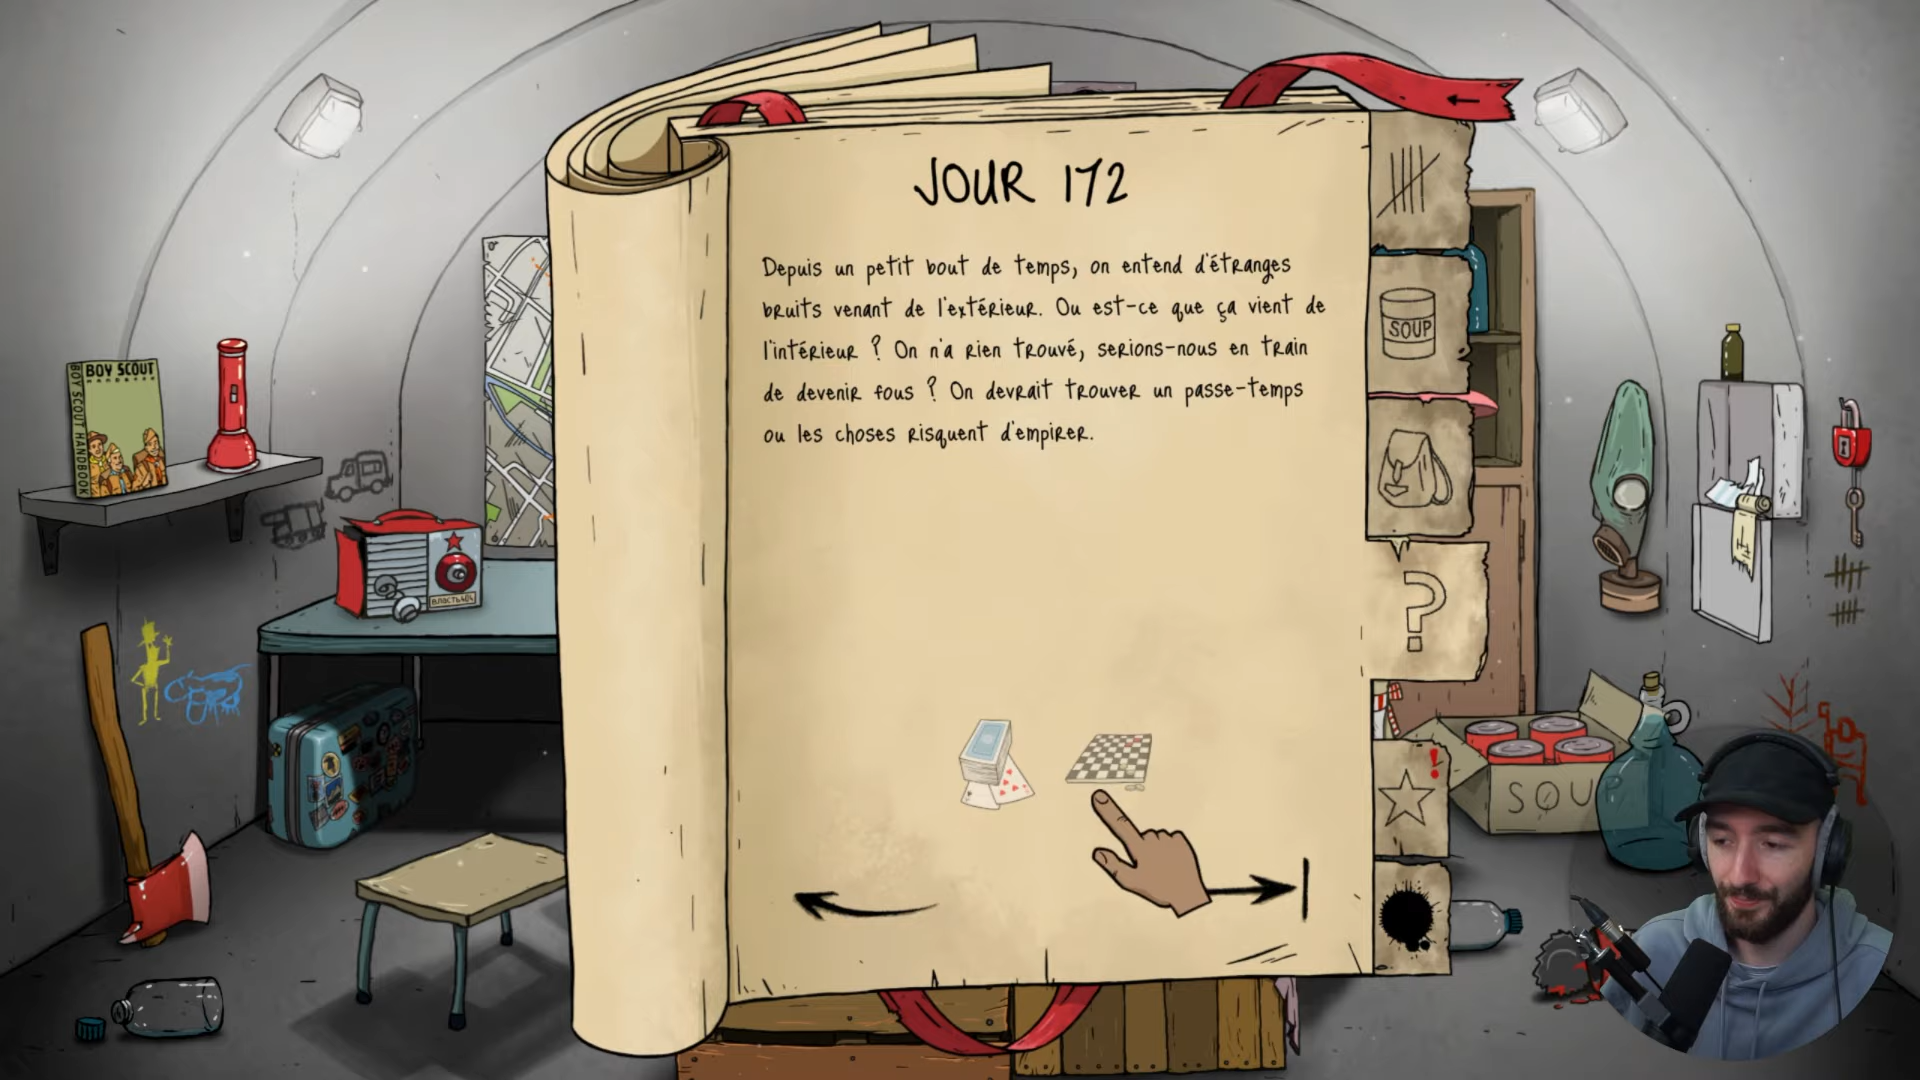 JOUR 172
Depuis un petit bout de temps, on entend d'étranges
bruits venant de l'extérieur. Ou est-ce que ça vient de
l'intérieur ? On n'a rien trouvé, serions-nous en train
de devenir fous ? On devrait trouver un passe-temps
ou les choses risquent d'empirer.
SOUP
BOY SCOUT
HANDBOOK
BOY SCOUT HANDBOOK
SOUP